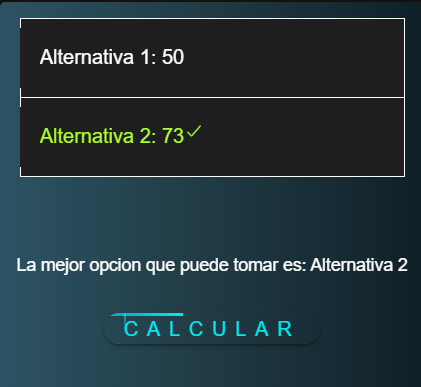 Alternativa 1: 50
Alternativa 2: 73✓
La mejor opcion que puede tomar es: Alternativa 2
CALCULAR